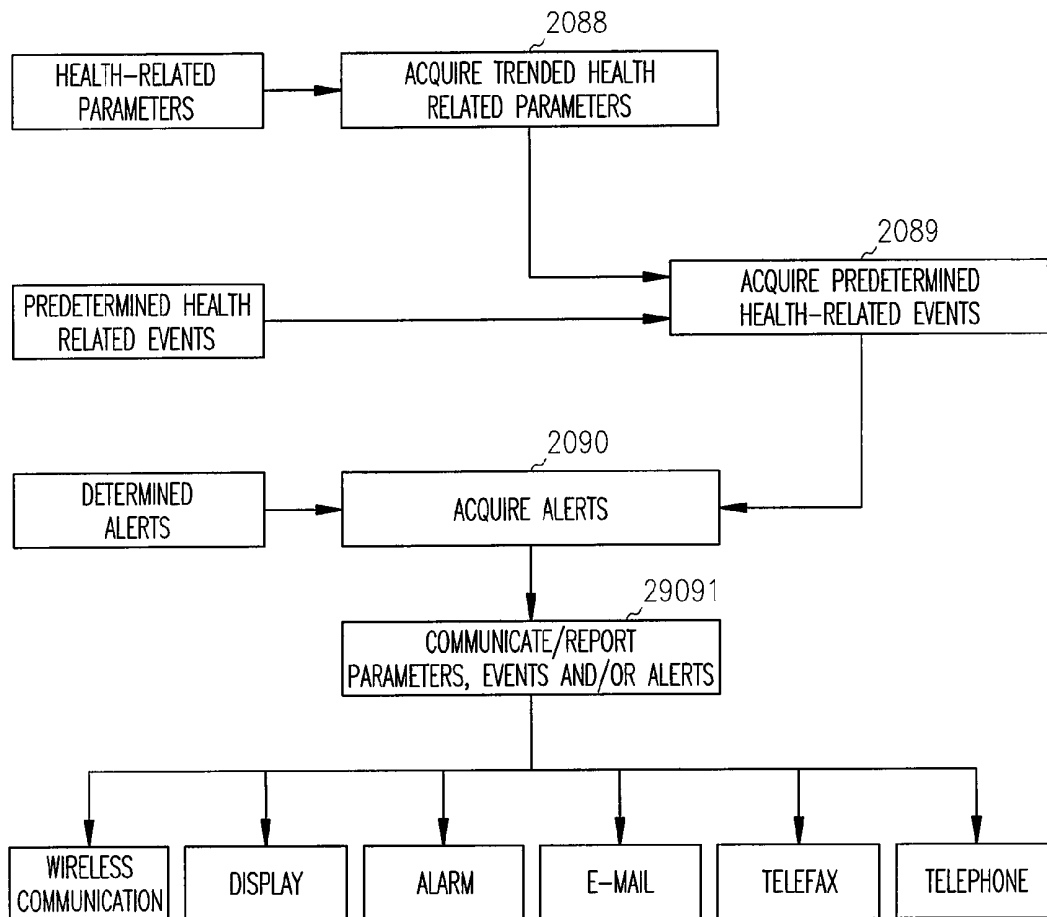 2088
HEALTH-RELATED
PARAMETERS
ACQUIRE TRENDED HEALTH
RELATED PARAMETERS
2089
PREDETERMINED HEALTH
RELATED EVENTS
ACQUIRE PREDETERMINED
HEALTH-RELATED EVENTS
2090
DETERMINED
ALERTS
ACQUIRE ALERTS
29091
COMMUNICATE/REPORT
PARAMETERS, EVENTS AND/OR ALERTS
WIRELESS
COMMUNICATION
DISPLAY
ALARM
E-MAIL
TELEFAX
TELEPHONE